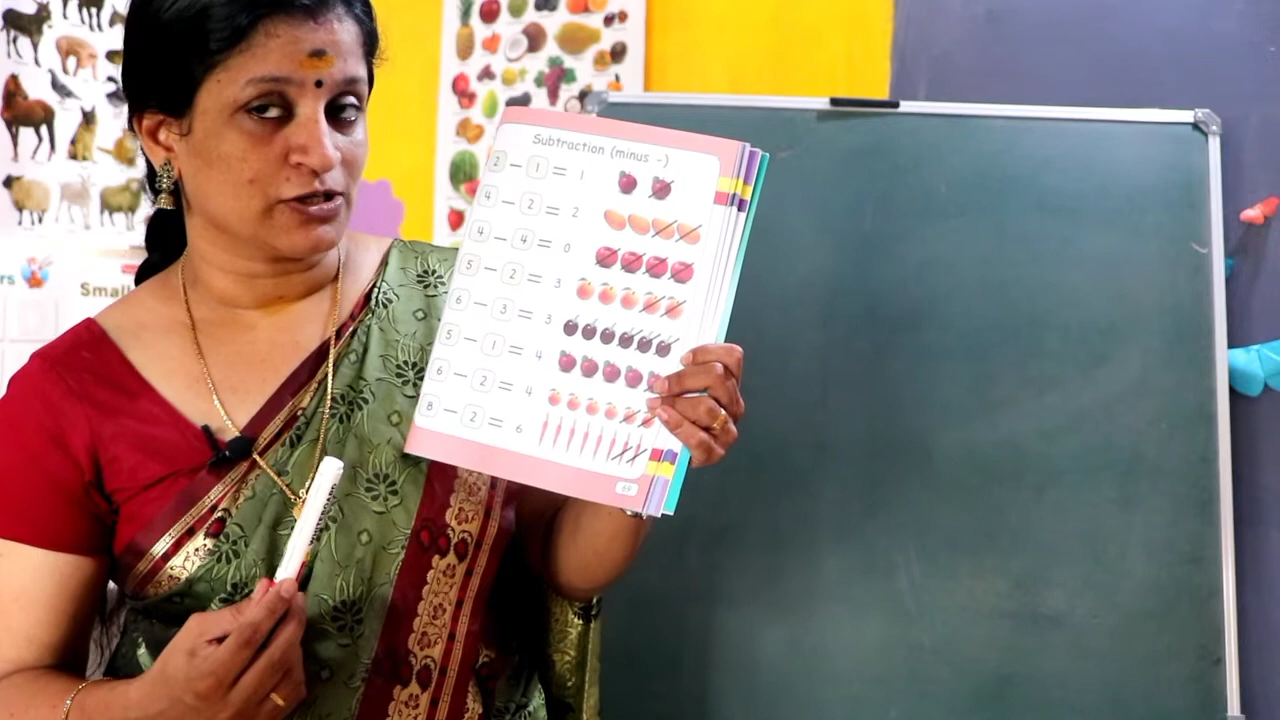 Subtraction (minus -)
2 - 1 = 1
4 - 2 = 2
4 - 4 = 0
5 - 2 = 3
6 - 3 = 3
5 - 1 = 4
6 - 2 = 4
8 - 2 = 6
69
Small